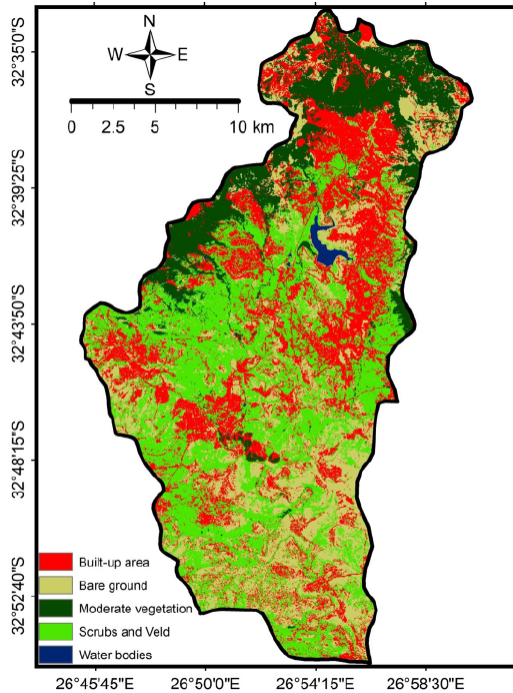 N
W E
S
0 2.5 5 10 km
32°35'0"S
32°39'25"S
32°43'50"S
32°48'15"S
32°52'40"S
Built-up area
Bare ground
Moderate vegetation
Scrubs and Veld
Water bodies
26°45'45"E 26°50'0"E 26°54'15"E 26°58'30"E